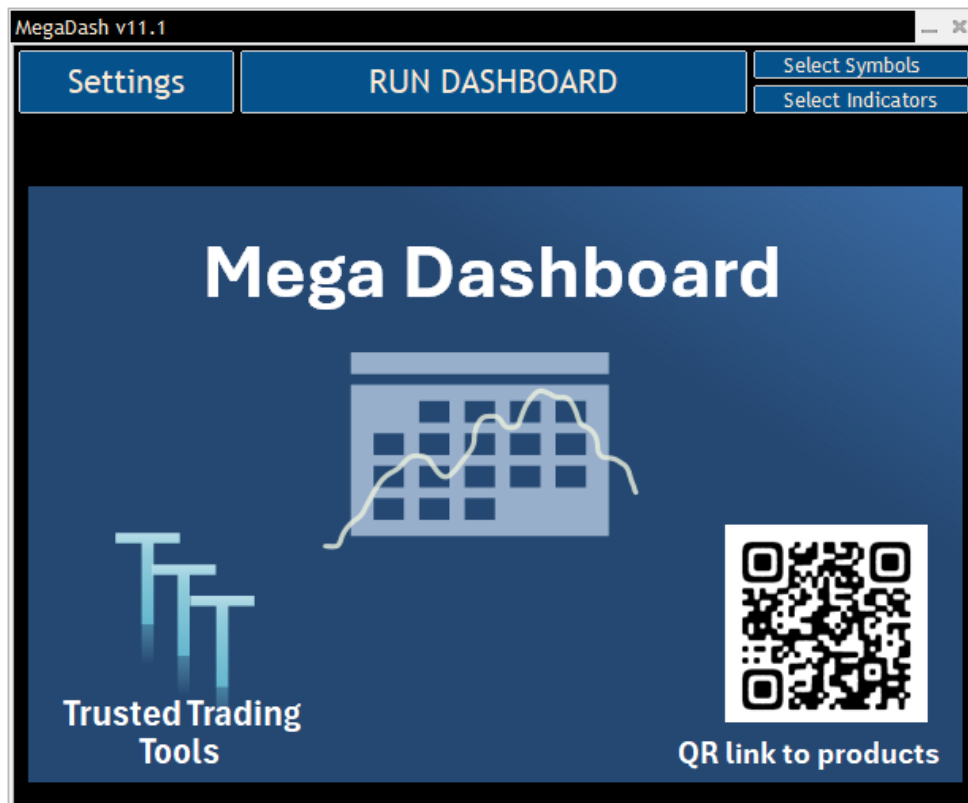 MegaDash v11.1
Settings
RUN DASHBOARD
Select Symbols
Select Indicators
Mega Dashboard
TTT
Trusted Trading
Tools
QR link to products